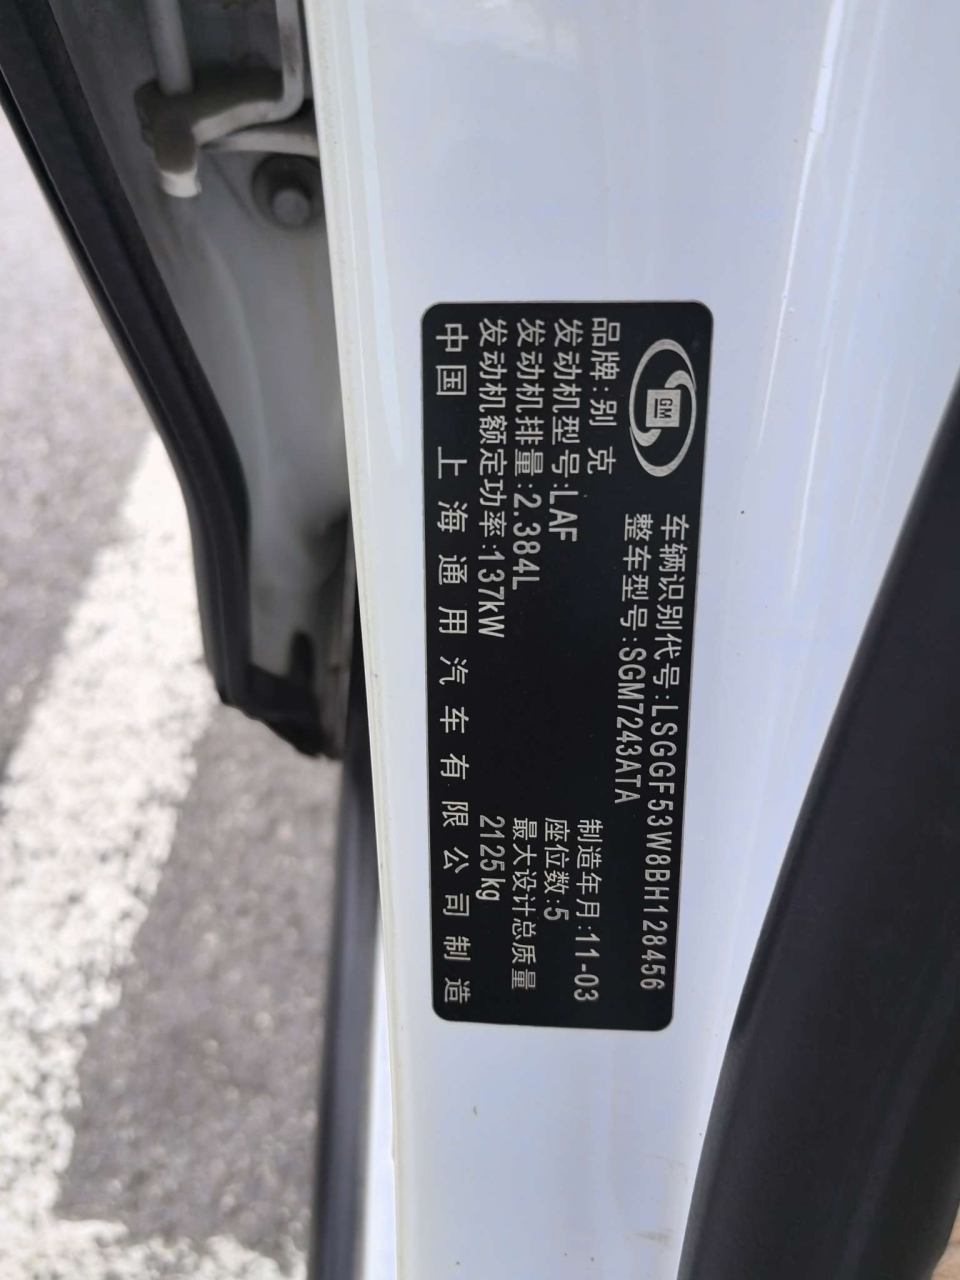 GM
车辆识别代号:LSGGF53W8BH128456
整车型号:SGM7243ATA
品牌:别 克
发动机型号:LAF
发动机排量:2.384L
发动机额定功率:137kW
制造年月:11-03
座位数:5
最大设计总质量
2125kg
中国 上海通用汽车有限公司制造